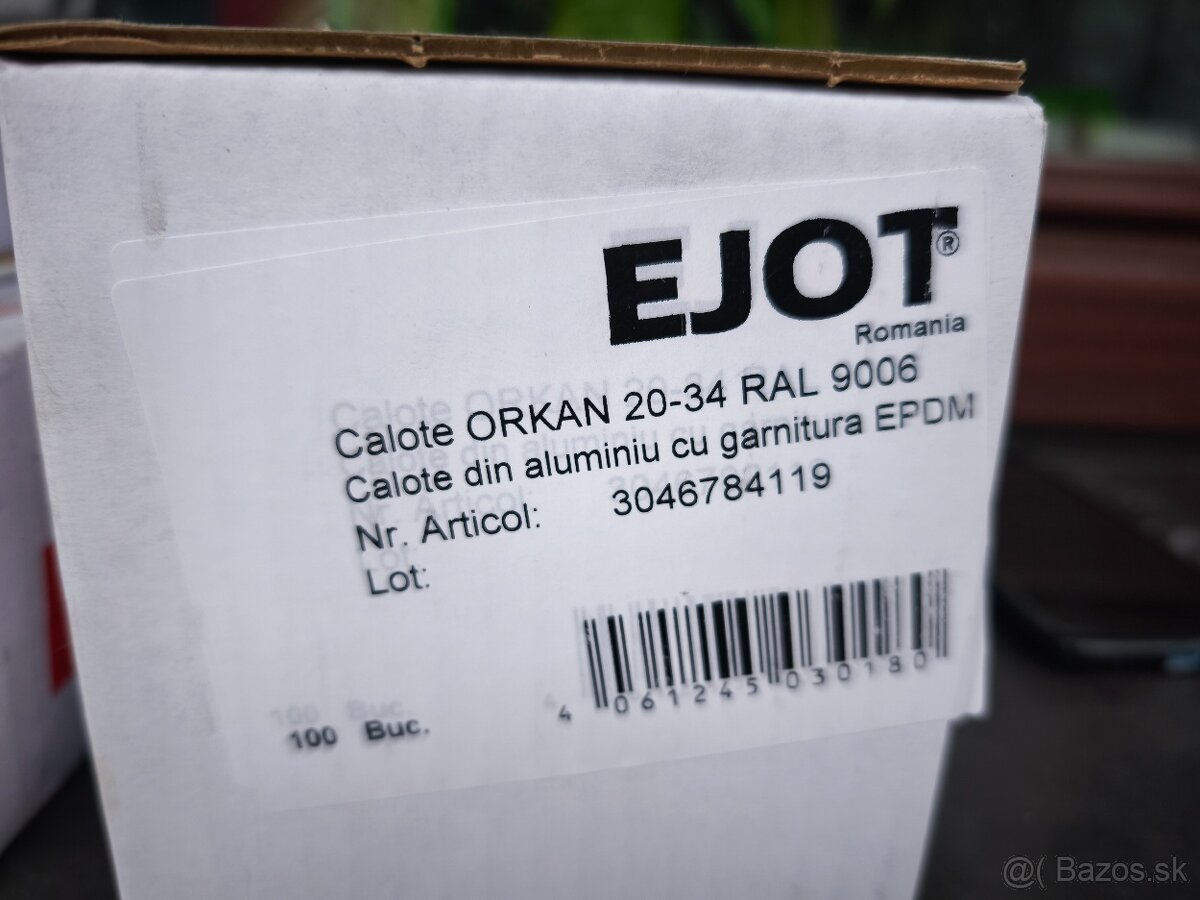 EJOT®
Romania
Calote ORKAN 20-34 RAL 9006
Calote din aluminiu cu garnitura EPDM
Nr. Articol: 3046784119
Lot:
4 061245 030180
100 Buc.
@( Bazos.sk